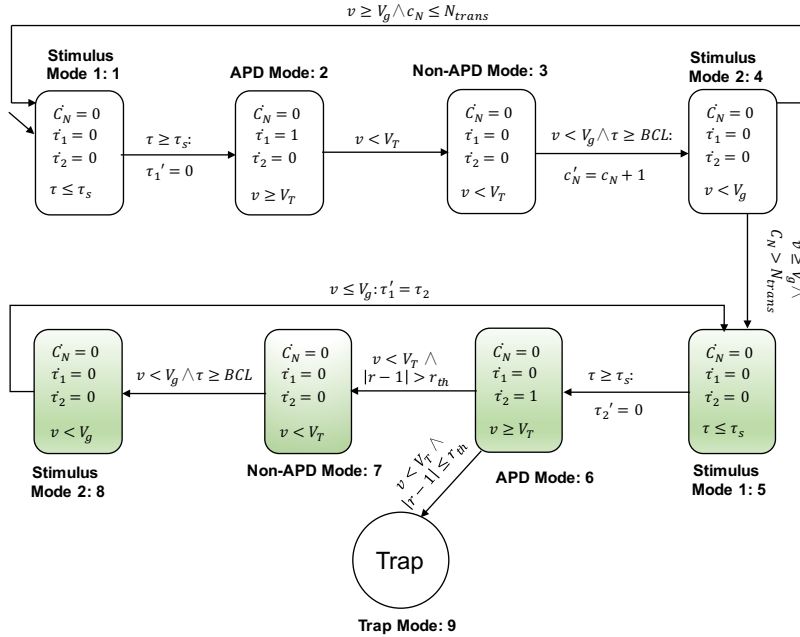 v ≥ V_g ∧ c_N ≤ N_trans
Stimulus
Mode 1: 1
APD Mode: 2
Non-APD Mode: 3
Stimulus
Mode 2: 4
Ċ_N = 0
τ̇_1 = 0
τ̇_2 = 0
τ ≤ τ_s
τ ≥ τ_s:
τ_1′ = 0
Ċ_N = 0
τ̇_1 = 1
τ̇_2 = 0
v ≥ V_T
v < V_T
Ċ_N = 0
τ̇_1 = 0
τ̇_2 = 0
v < V_T
v < V_g ∧ τ ≥ BCL:
c_N′ = c_N + 1
Ċ_N = 0
τ̇_1 = 0
τ̇_2 = 0
v < V_g
v ≥ V_g ∧
C_N > N_trans
v ≤ V_g: τ_1′ = τ_2
Ċ_N = 0
τ̇_1 = 0
τ̇_2 = 0
v < V_g
v < V_g ∧ τ ≥ BCL
Ċ_N = 0
τ̇_1 = 0
τ̇_2 = 0
v < V_T
v < V_T ∧
|r − 1| > r_th
Ċ_N = 0
τ̇_1 = 0
τ̇_2 = 1
v ≥ V_T
τ ≥ τ_s:
τ_2′ = 0
Ċ_N = 0
τ̇_1 = 0
τ̇_2 = 0
τ ≤ τ_s
Stimulus
Mode 2: 8
Non-APD Mode: 7
APD Mode: 6
Stimulus
Mode 1: 5
v < V_T ∧
|r − 1| ≤ r_th
Trap
Trap Mode: 9